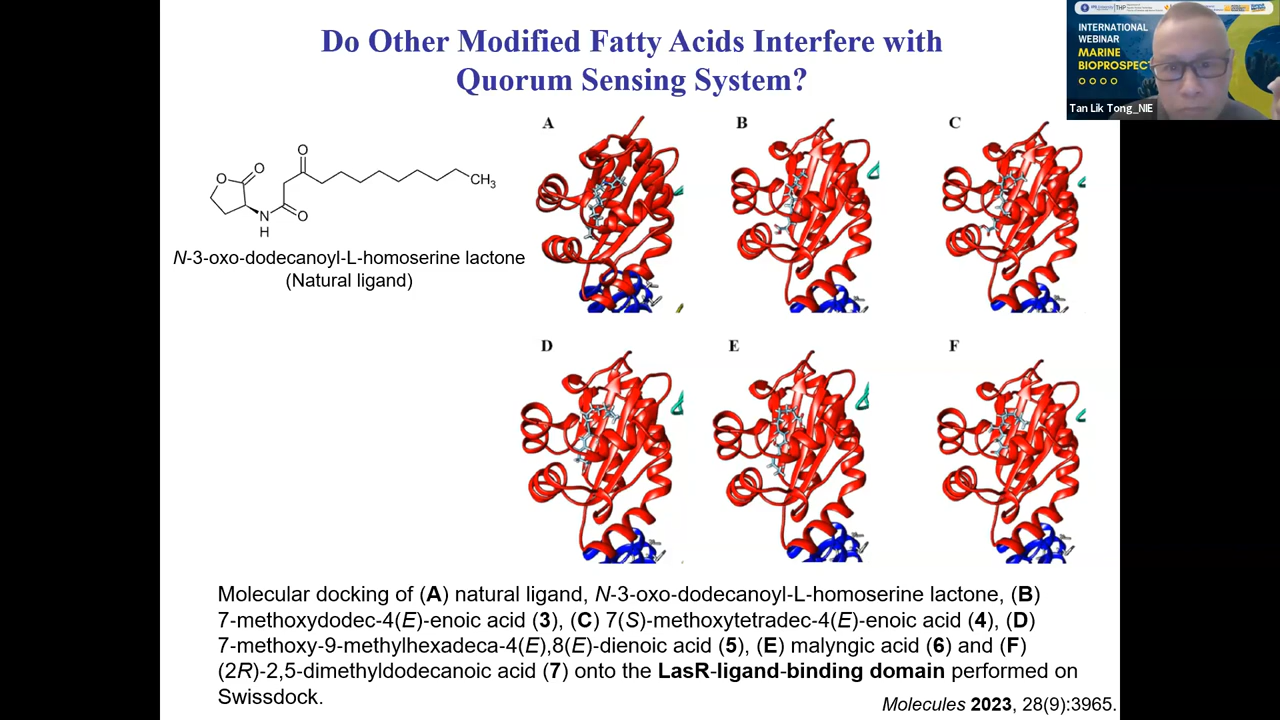 Do Other Modified Fatty Acids Interfere with
Quorum Sensing System?
INTERNATIONAL
WEBINAR
MARINE
BIOPROSPECT
Tan Lik Tong_NIE
O
O
O
O
N
H
CH3
N-3-oxo-dodecanoyl-L-homoserine lactone
(Natural ligand)
A
B
C
D
E
F
Molecular docking of (A) natural ligand, N-3-oxo-dodecanoyl-L-homoserine lactone, (B)
7-methoxydodec-4(E)-enoic acid (3), (C) 7(S)-methoxytetradec-4(E)-enoic acid (4), (D)
7-methoxy-9-methylhexadeca-4(E),8(E)-dienoic acid (5), (E) malyngic acid (6) and (F)
(2R)-2,5-dimethyldodecanoic acid (7) onto the LasR-ligand-binding domain performed on
Swissdock.
Molecules 2023, 28(9):3965.